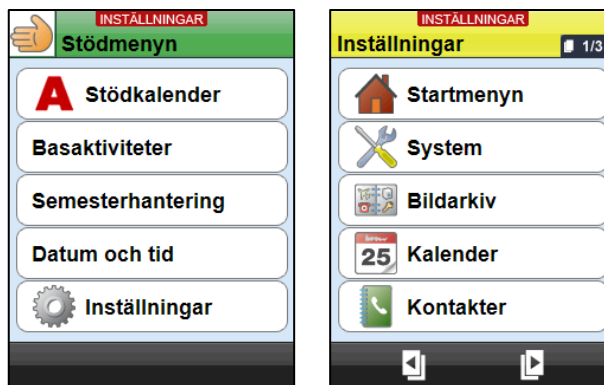 INSTÄLLNINGAR
Stödmenyn
A Stödkalender
Basaktiviteter
Semesterhantering
Datum och tid
Inställningar
INSTÄLLNINGAR
Inställningar 1/3
Startmenyn
System
Bildarkiv
25 Kalender
Kontakter